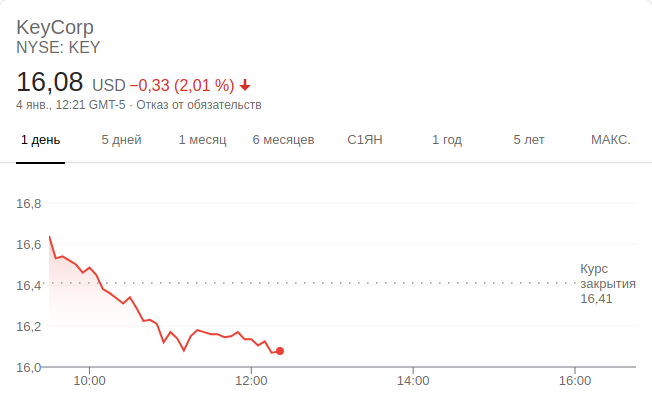 KeyCorp
NYSE: KEY
16,08 USD −0,33 (2,01 %)
4 янв., 12:21 GMT-5 · Отказ от обязательств
1 день 5 дней 1 месяц 6 месяцев С1ЯН 1 год 5 лет МАКС.
16,8
16,6
16,4
16,2
16,0
Курс
закрытия
16,41
10:00 12:00 14:00 16:00